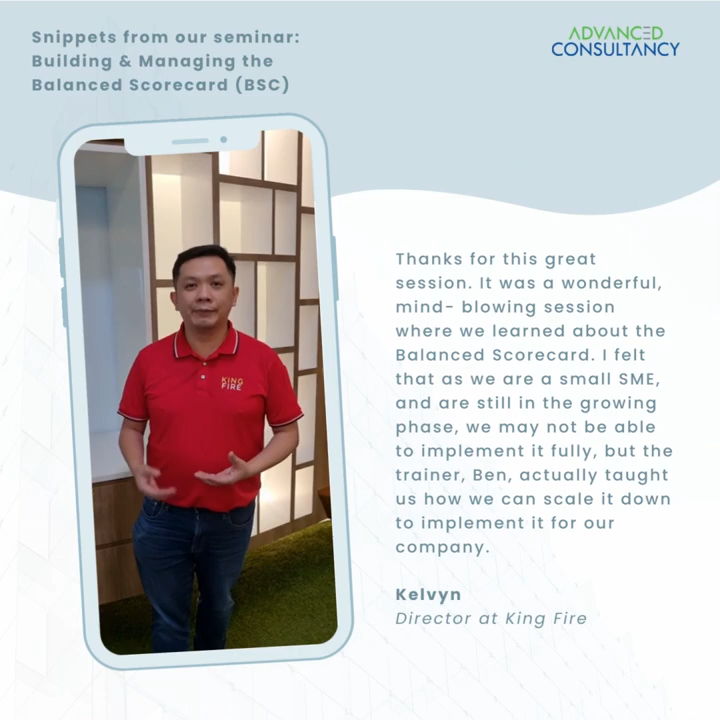 Snippets from our seminar:
Building & Managing the
Balanced Scorecard (BSC)
ADVANCED
CONSULTANCY
KING
FIRE
Thanks for this great
session. It was a wonderful,
mind- blowing session
where we learned about the
Balanced Scorecard. I felt
that as we are a small SME,
and are still in the growing
phase, we may not be able
to implement it fully, but the
trainer, Ben, actually taught
us how we can scale it down
to implement it for our
company.
Kelvyn
Director at King Fire